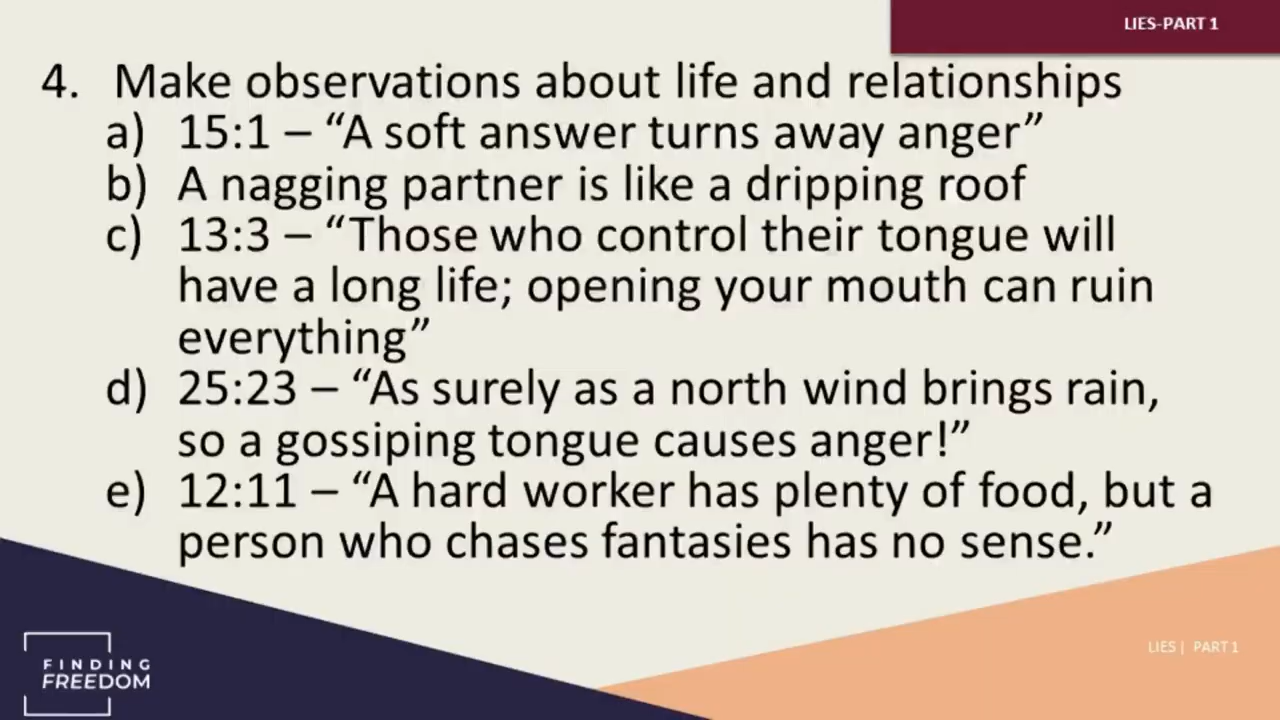 LIES-PART 1
4. Make observations about life and relationships
a) 15:1 – “A soft answer turns away anger”
b) A nagging partner is like a dripping roof
c) 13:3 – “Those who control their tongue will
have a long life; opening your mouth can ruin
everything”
d) 25:23 – “As surely as a north wind brings rain,
so a gossiping tongue causes anger!”
e) 12:11 – “A hard worker has plenty of food, but a
person who chases fantasies has no sense.”
LIES | PART 1
FINDING
FREEDOM